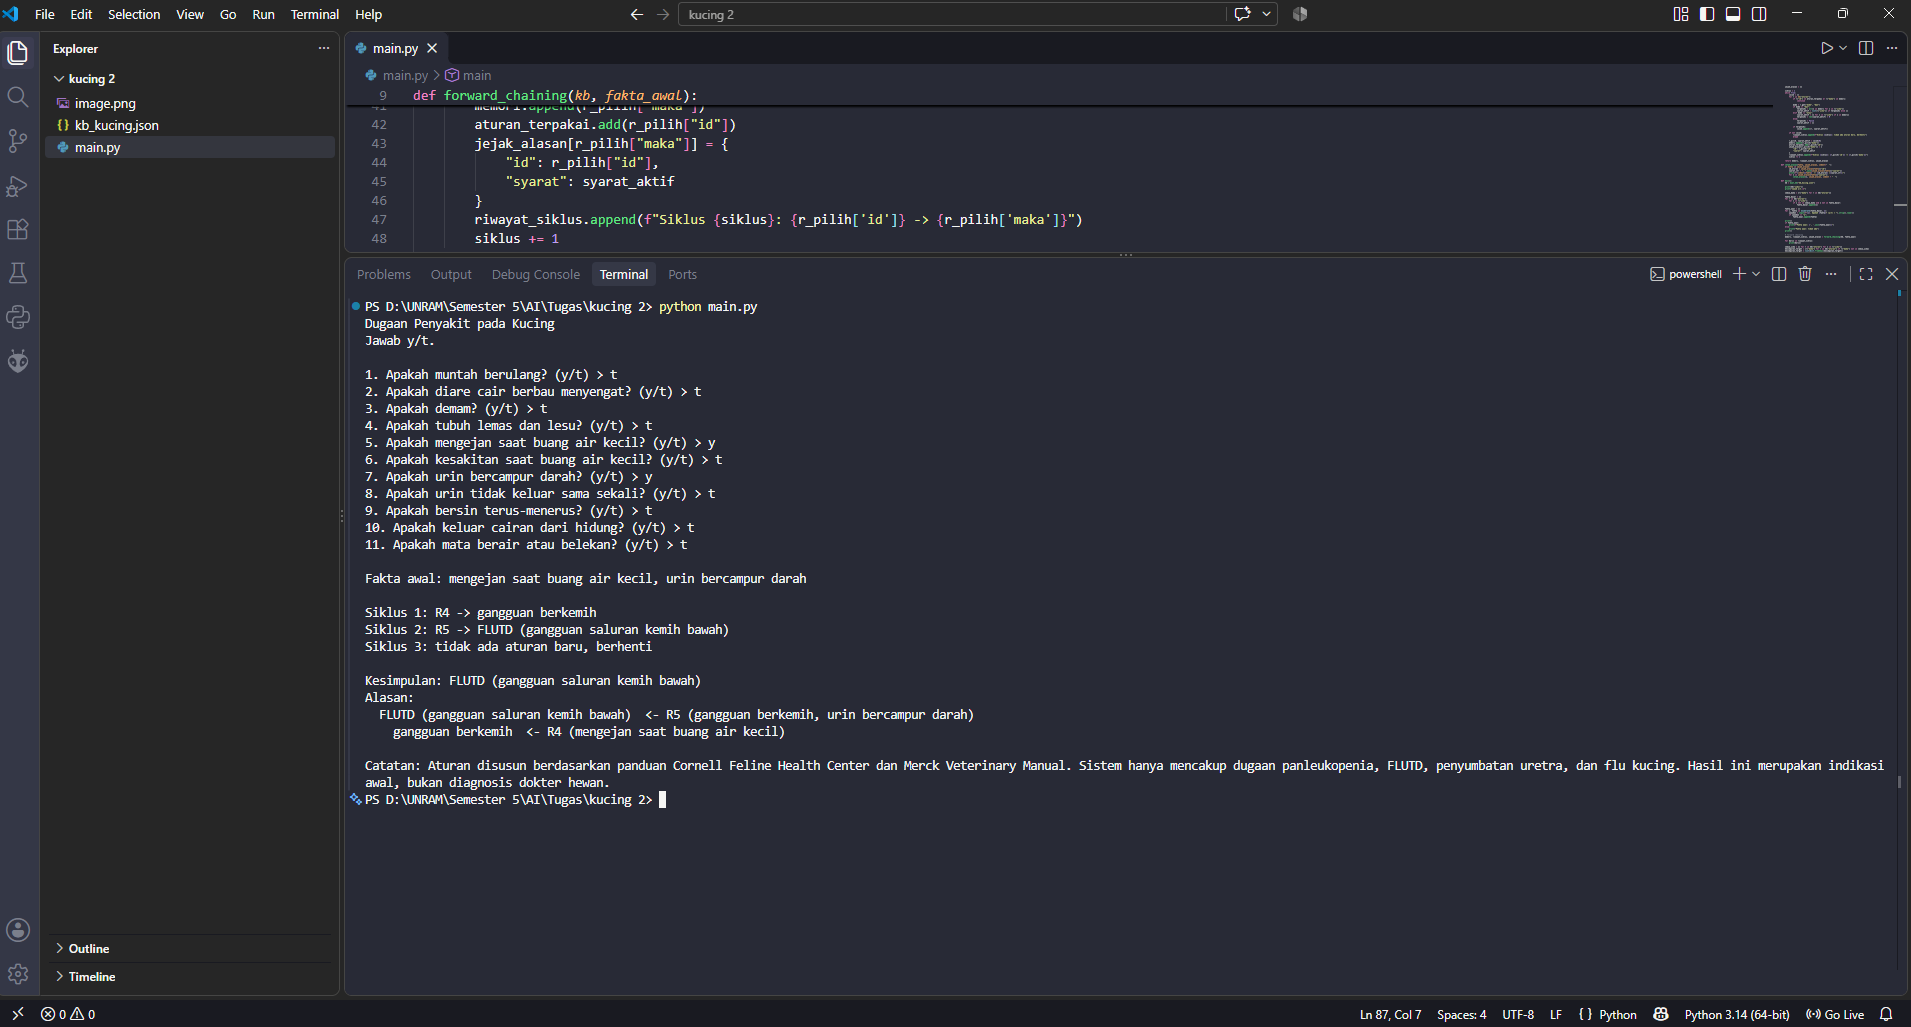 File Edit Selection View Go Run Terminal Help
kucing 2
Explorer
kucing 2
image.png
kb_kucing.json
main.py
Outline
Timeline
main.py
main.py > main
9 def forward_chaining(kb, fakta_awal):
41 memori.append(r_pilih["maka"])
42 aturan_terpakai.add(r_pilih["id"])
43 jejak_alasan[r_pilih["maka"]] = {
44 "id": r_pilih["id"],
45 "syarat": syarat_aktif
46 }
47 riwayat_siklus.append(f"Siklus {siklus}: {r_pilih['id']} -> {r_pilih['maka']}")
48 siklus += 1
Problems Output Debug Console Terminal Ports
powershell
PS D:\UNRAM\Semester 5\AI\Tugas\kucing 2> python main.py
Dugaan Penyakit pada Kucing
Jawab y/t.
1. Apakah muntah berulang? (y/t) > t
2. Apakah diare cair berbau menyengat? (y/t) > t
3. Apakah demam? (y/t) > t
4. Apakah tubuh lemas dan lesu? (y/t) > t
5. Apakah mengejan saat buang air kecil? (y/t) > y
6. Apakah kesakitan saat buang air kecil? (y/t) > t
7. Apakah urin bercampur darah? (y/t) > y
8. Apakah urin tidak keluar sama sekali? (y/t) > t
9. Apakah bersin terus-menerus? (y/t) > t
10. Apakah keluar cairan dari hidung? (y/t) > t
11. Apakah mata berair atau belekan? (y/t) > t
Fakta awal: mengejan saat buang air kecil, urin bercampur darah
Siklus 1: R4 -> gangguan berkemih
Siklus 2: R5 -> FLUTD (gangguan saluran kemih bawah)
Siklus 3: tidak ada aturan baru, berhenti
Kesimpulan: FLUTD (gangguan saluran kemih bawah)
Alasan:
FLUTD (gangguan saluran kemih bawah) <- R5 (gangguan berkemih, urin bercampur darah)
gangguan berkemih <- R4 (mengejan saat buang air kecil)
Catatan: Aturan disusun berdasarkan panduan Cornell Feline Health Center dan Merck Veterinary Manual. Sistem hanya mencakup dugaan panleukopenia, FLUTD, penyumbatan uretra, dan flu kucing. Hasil ini merupakan indikasi
awal, bukan diagnosis dokter hewan.
PS D:\UNRAM\Semester 5\AI\Tugas\kucing 2>
0 0 Ln 87, Col 7 Spaces: 4 UTF-8 LF { } Python Python 3.14 (64-bit) Go Live